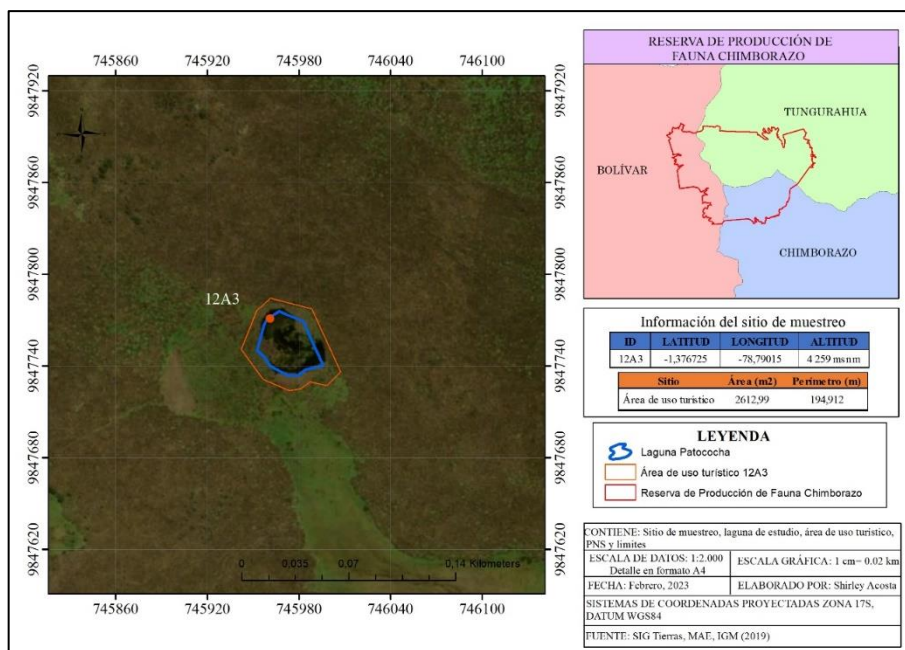 745860 745920 745980 746040 746100
9847920
9847860
9847800
9847740
9847680
9847620
9847920
9847860
9847800
9847740
9847680
9847620
12A3
0 0,035 0,07 0,14 Kilometers
745860 745920 745980 746040 746100
RESERVA DE PRODUCCIÓN DE
FAUNA CHIMBORAZO
TUNGURAHUA
BOLÍVAR
CHIMBORAZO
Información del sitio de muestreo
ID LATITUD LONGITUD ALTITUD
12A3 -1,376725 -78,79015 4 259 msnm
Sitio Área (m2) Perímetro (m)
Área de uso turístico 2612,99 194,912
LEYENDA
Laguna Patococha
Área de uso turístico 12A3
Reserva de Producción de Fauna Chimborazo
CONTIENE: Sitio de muestreo, laguna de estudio, área de uso turístico,
PNS y limites
ESCALA DE DATOS: 1:2.000 ESCALA GRÁFICA: 1 cm= 0.02 km
Detalle en formato A4
FECHA: Febrero, 2023 ELABORADO POR: Shirley Acosta
SISTEMAS DE COORDENADAS PROYECTADAS ZONA 17S,
DATUM WGS84
FUENTE: SIG Tierras, MAE, IGM (2019)